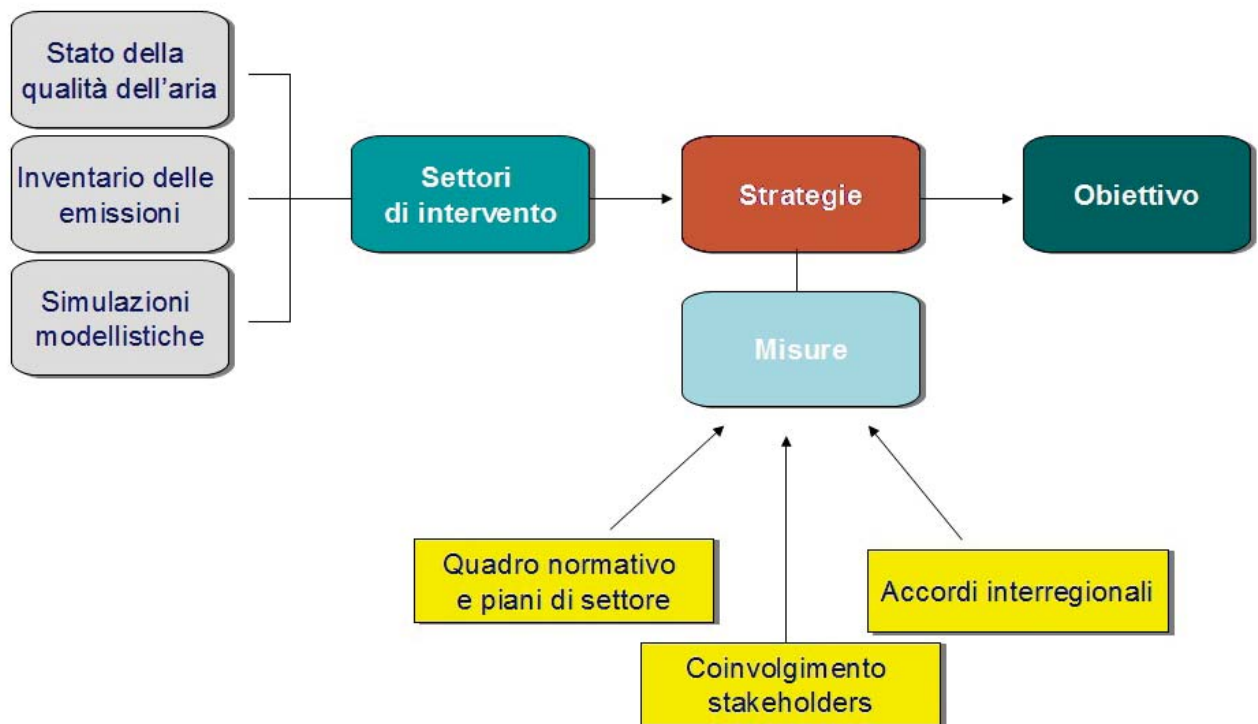 Stato della
qualità dell'aria
Inventario delle
emissioni
Simulazioni
modellistiche
Settori
di intervento
Strategie
Obiettivo
Misure
Quadro normativo
e piani di settore
Coinvolgimento
stakeholders
Accordi interregionali